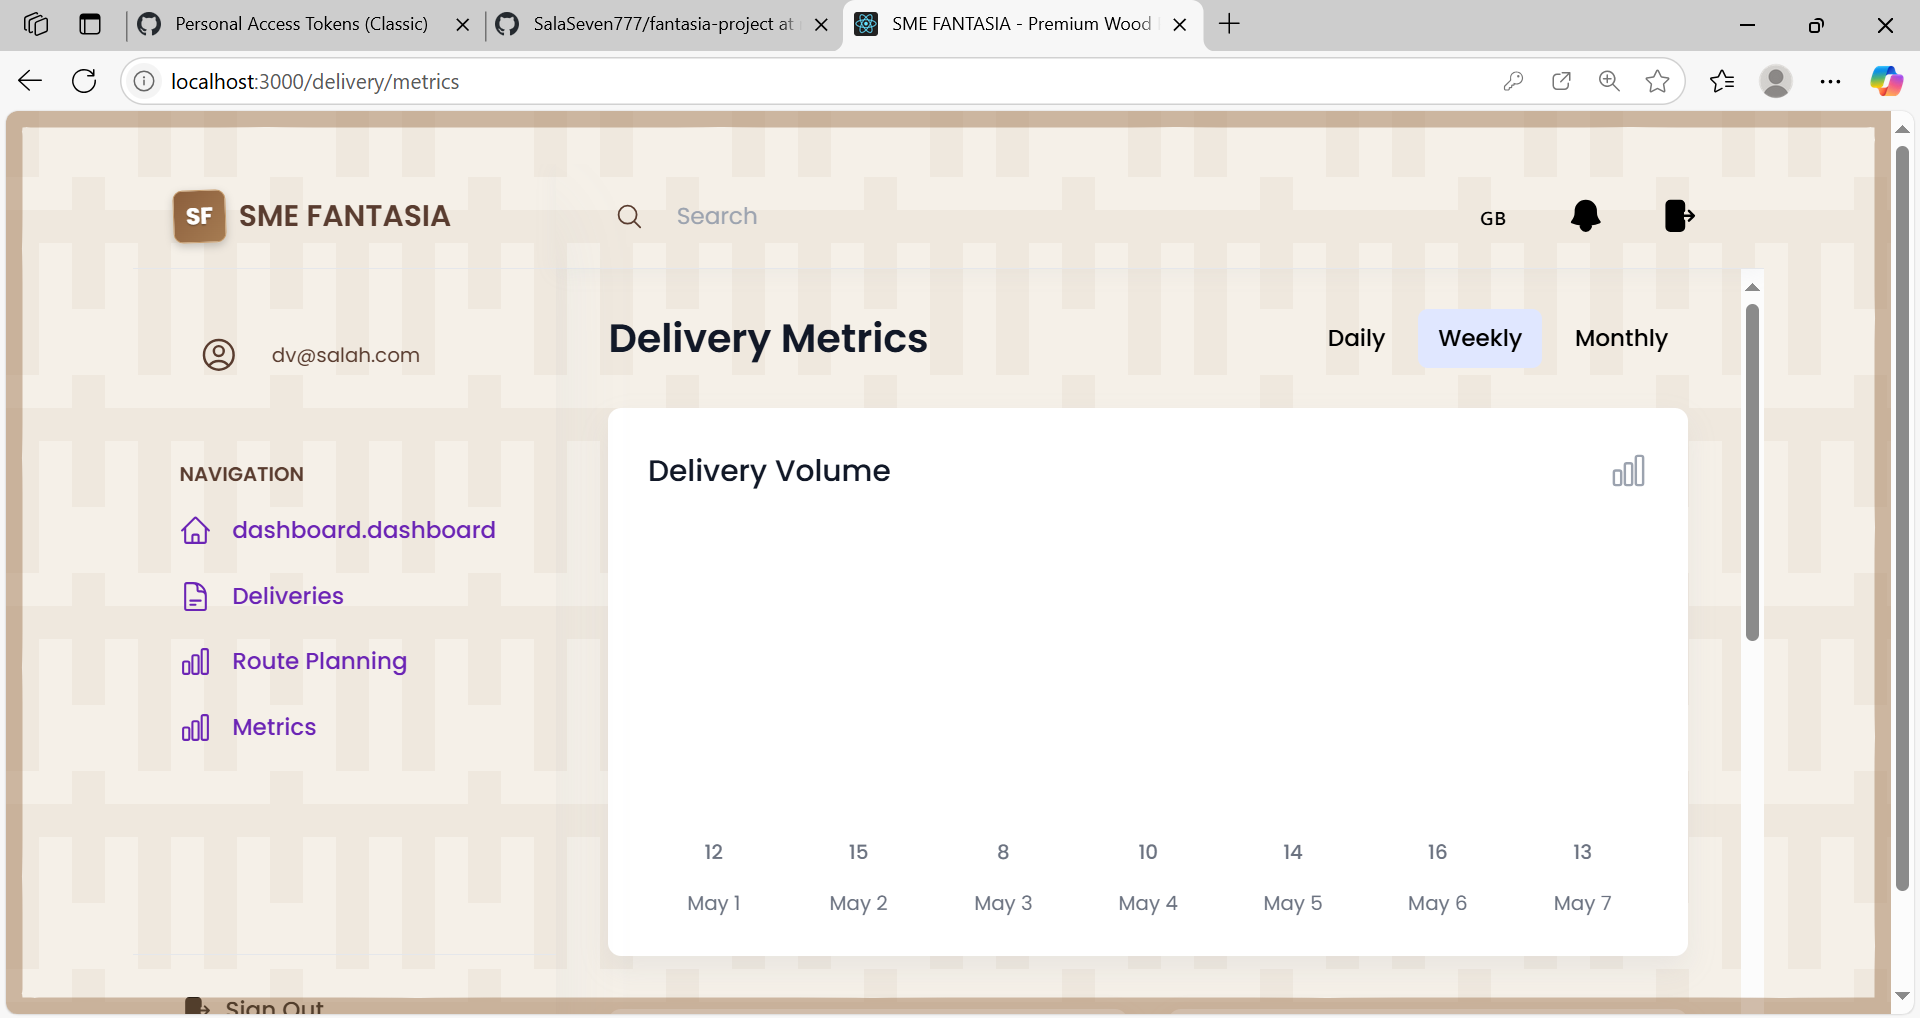 Personal Access Tokens (Classic)
SalaSeven777/fantasia-project at
SME FANTASIA - Premium Wood
localhost:3000/delivery/metrics
SF
SME FANTASIA
Search
GB
dv@salah.com
Delivery Metrics
Daily
Weekly
Monthly
NAVIGATION
dashboard.dashboard
Deliveries
Route Planning
Metrics
Delivery Volume
12
15
8
10
14
16
13
May 1
May 2
May 3
May 4
May 5
May 6
May 7
Sign Out